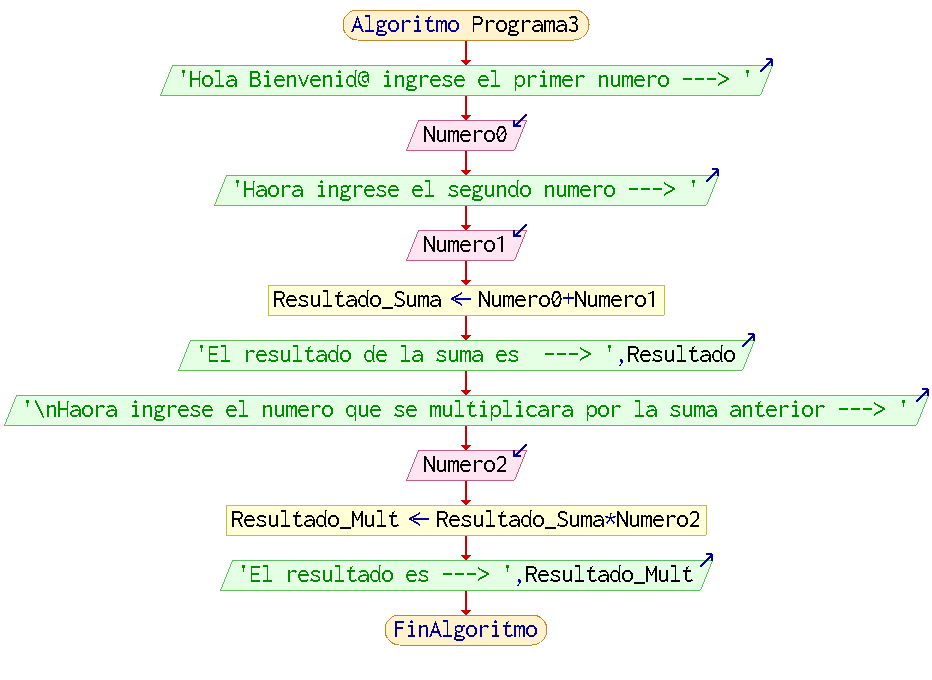 Algoritmo Programa3
'Hola Bienvenid@ ingrese el primer numero ---> '
Numero0
'Haora ingrese el segundo numero ---> '
Numero1
Resultado_Suma ← Numero0+Numero1
'El resultado de la suma es  ---> ',Resultado
'\nHaora ingrese el numero que se multiplicara por la suma anterior ---> '
Numero2
Resultado_Mult ← Resultado_Suma*Numero2
'El resultado es ---> ',Resultado_Mult
FinAlgoritmo